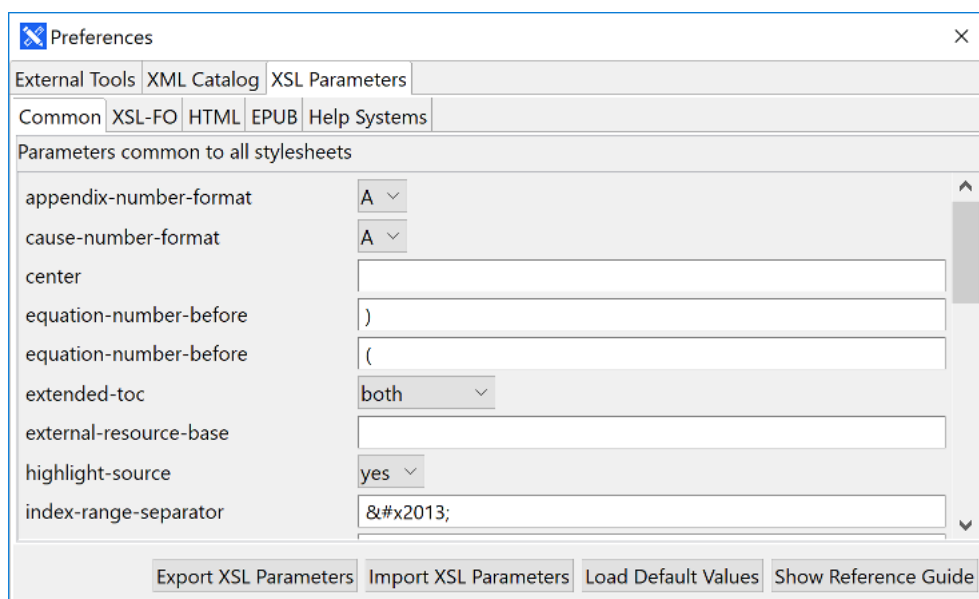 Preferences
External Tools XML Catalog XSL Parameters
Common XSL-FO HTML EPUB Help Systems
Parameters common to all stylesheets
appendix-number-format A
cause-number-format A
center
equation-number-before )
equation-number-before (
extended-toc both
external-resource-base
highlight-source yes
index-range-separator &#x2013;
Export XSL Parameters Import XSL Parameters Load Default Values Show Reference Guide